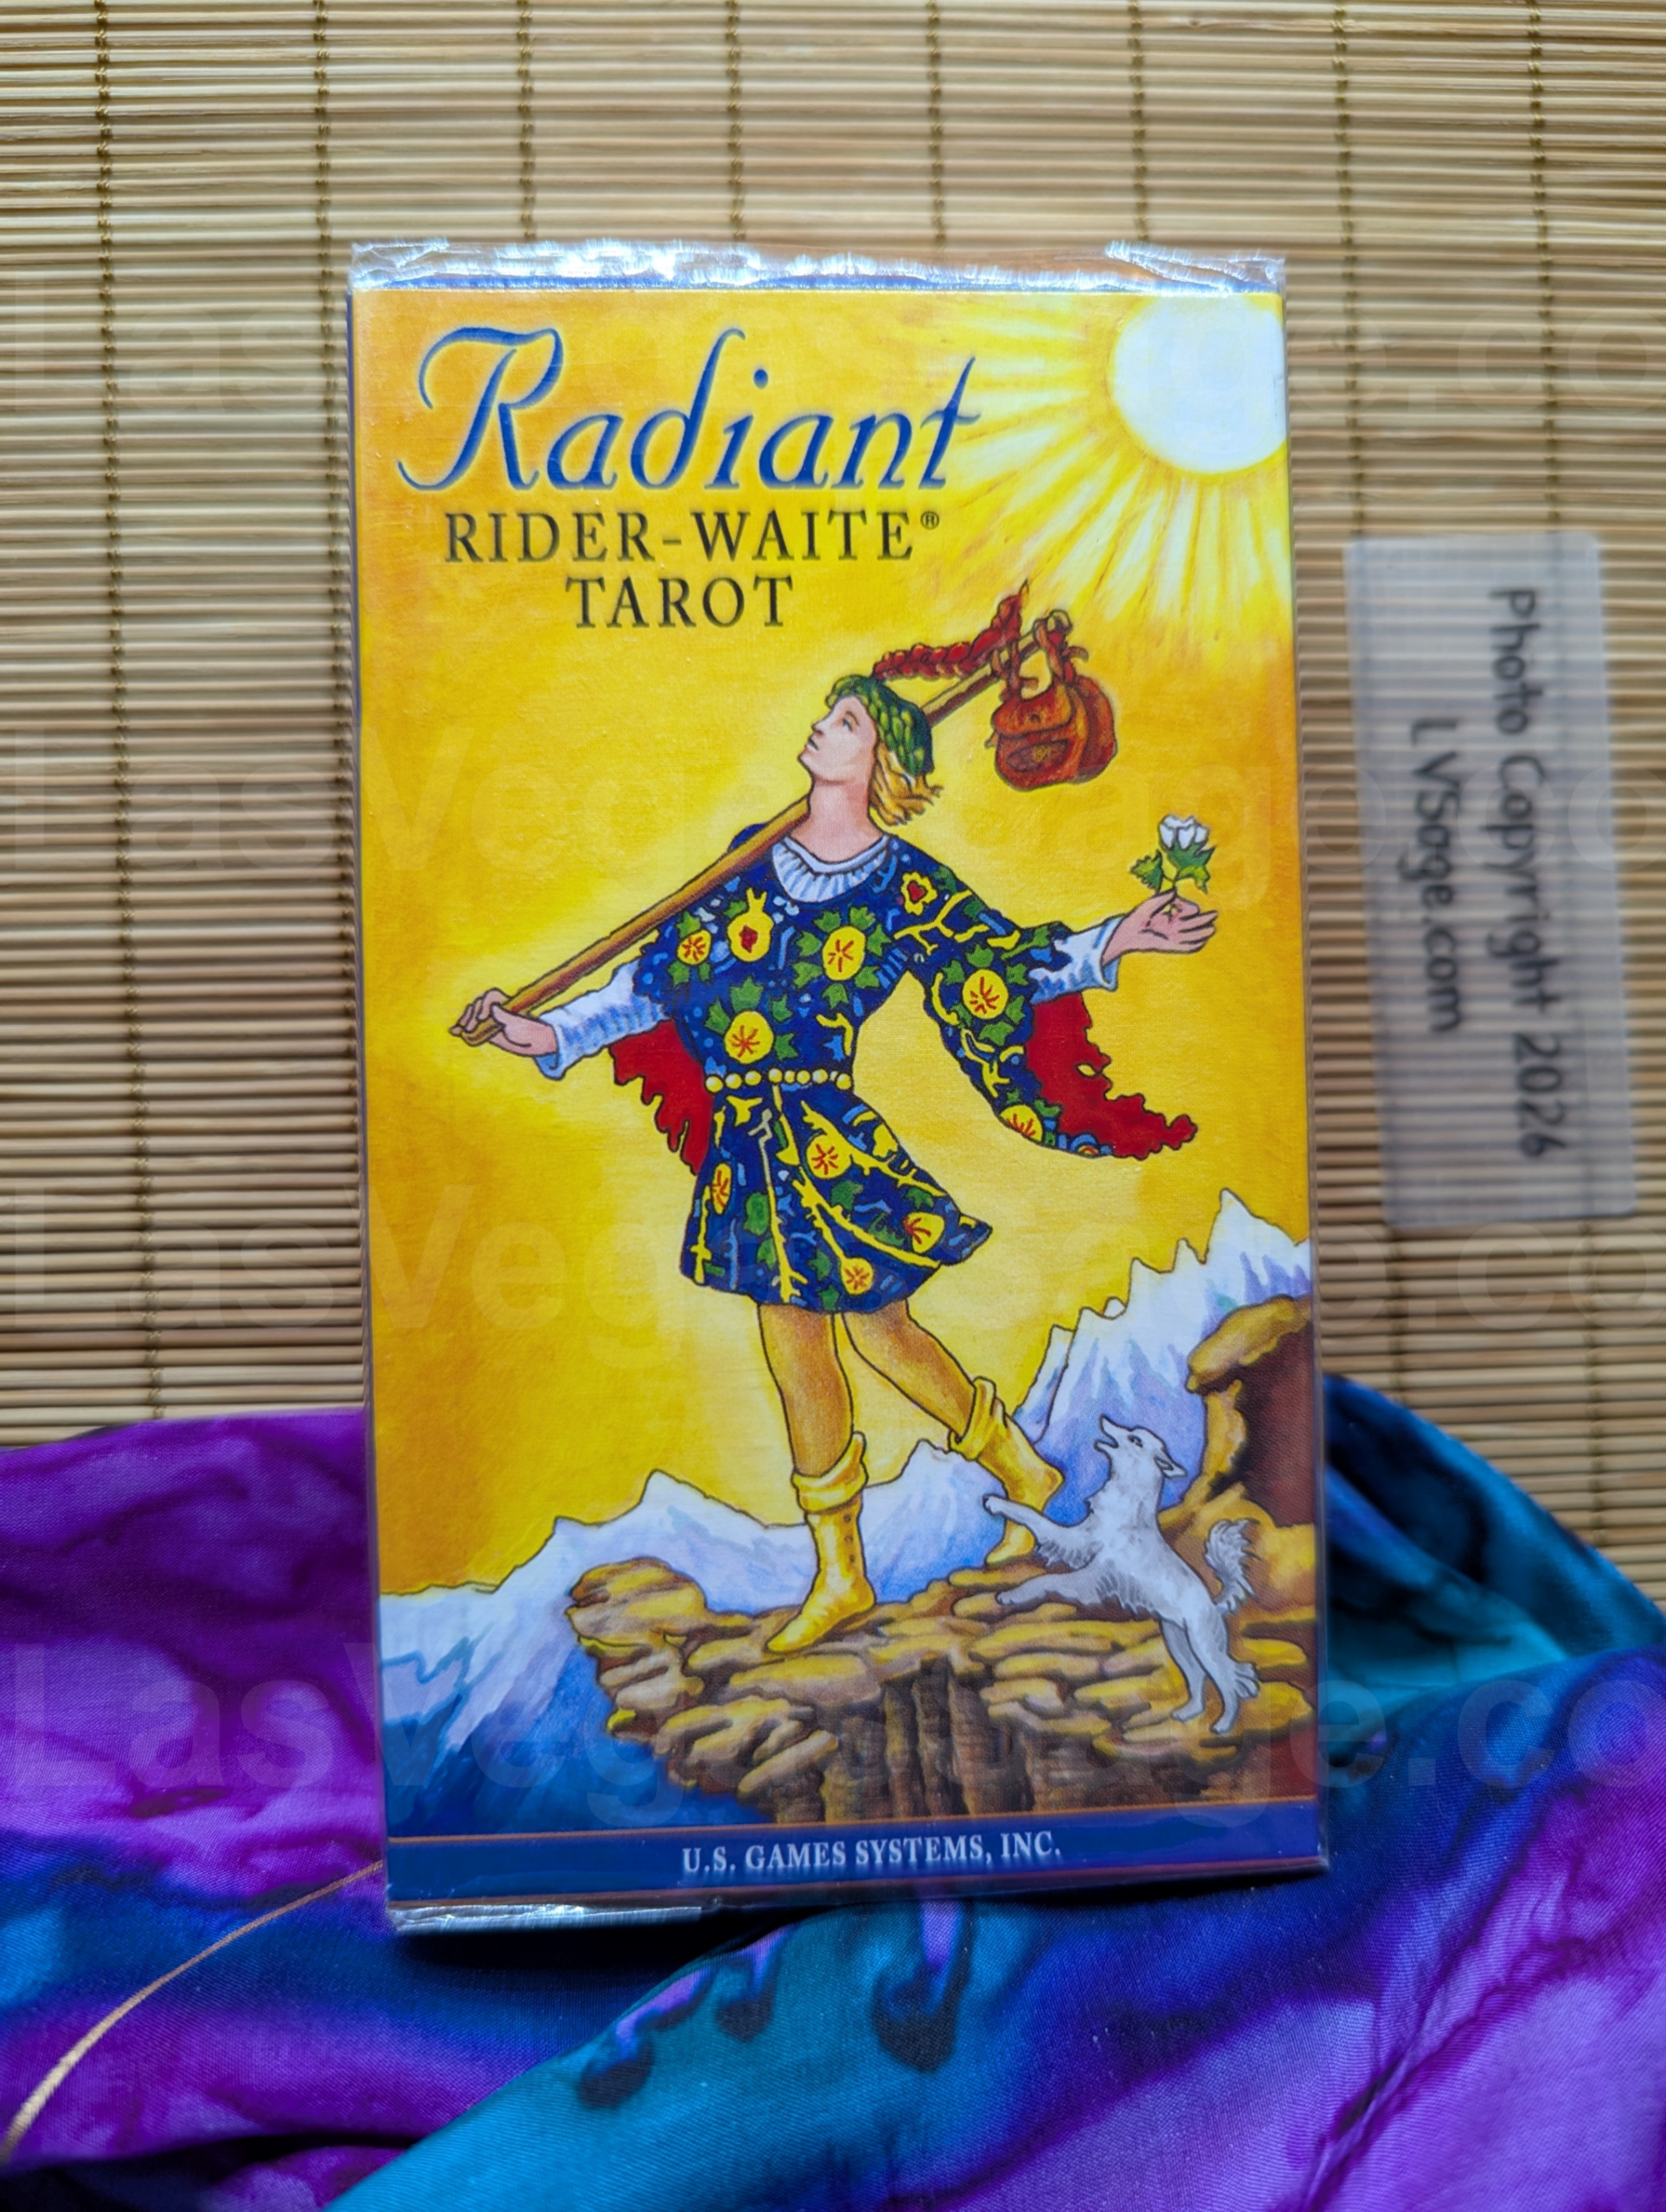 Radiant
RIDER-WAITE®
TAROT
U.S. GAMES SYSTEMS, INC.
Photo Copyright 2026
LVSage.com